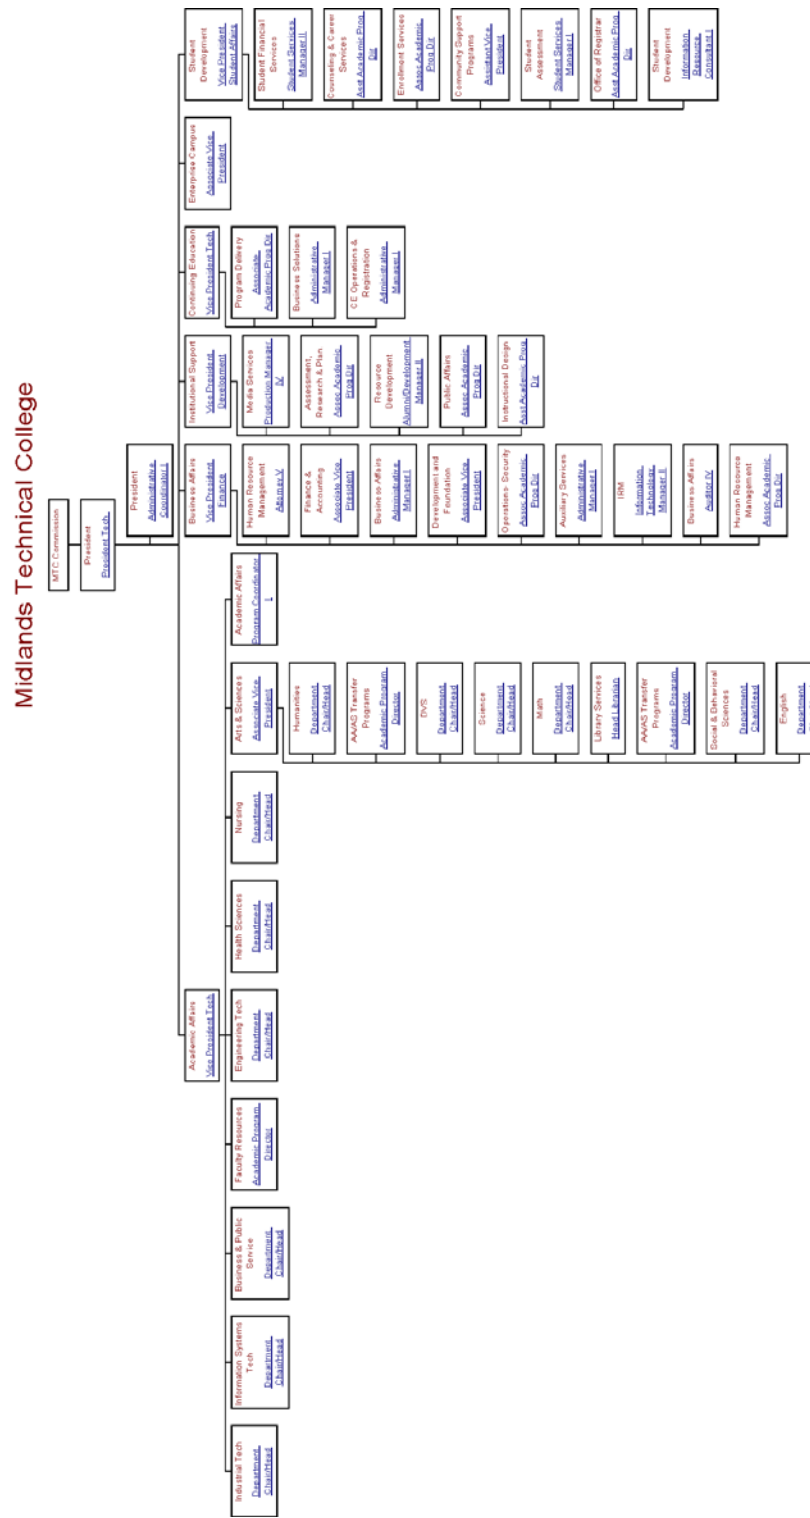 Midlands Technical College
MTC Commission
President
President Tech
President
Administrative
Coordinator I
Academic Affairs
Vice President Tech
Industrial Tech
Department
Chair/Head
Information Systems
Tech
Department
Chair/Head
Business & Public
Service
Department
Chair/Head
Faculty Resources
Academic Program
Director
Engineering Tech
Department
Chair/Head
Health Sciences
Department
Chair/Head
Nursing
Department
Chair/Head
Arts & Sciences
Associate Vice
President
Humanities
Department
Chair/Head
AA/AS Transfer
Programs
Academic Program
Director
DVS
Department
Chair/Head
Science
Department
Chair/Head
Math
Department
Chair/Head
Library Services
Head Librarian
AA/AS Transfer
Programs
Academic Program
Director
Social & Behavioral
Sciences
Department
Chair/Head
English
Department
Academic Affairs
Program Coordinator
I
Business Affairs
Vice President
Finance
Human Resource
Management
Attorney V
Finance &
Accounting
Associate Vice
President
Business Affairs
Administrative
Manager I
Development and
Foundation
Associate Vice
President
Operations- Security
Assoc Academic
Prog Dir
Auxiliary Services
Administrative
Manager I
IRM
Information
Technology
Manager II
Business Affairs
Auditor IV
Human Resource
Management
Assoc Academic
Prog Dir
Institutional Support
Vice President
Development
Media Services
Production Manager
IV
Assessment,
Research & Plan
Assoc Academic
Prog Dir
Resource
Development
Alumni/Development
Manager II
Public Affairs
Assoc Academic
Prog Dir
Instructional Design
Asst Academic Prog
Dir
Continuing Education
Vice President Tech
Program Delivery
Associate
Academic Prog Dir
Business Solutions
Administrative
Manager I
CE Operations &
Registration
Administrative
Manager I
Enterprise Campus
Associate Vice
President
Student
Development
Vice President
Student Affairs
Student Financial
Services
Student Services
Manager II
Counseling & Career
Services
Asst Academic Prog
Dir
Enrollment Services
Assoc Academic
Prog Dir
Community Support
Programs
Assistant Vice
President
Student
Assessment
Student Services
Manager I
Office of Registrar
Asst Academic Prog
Dir
Student
Development
Information
Resource
Consultant I